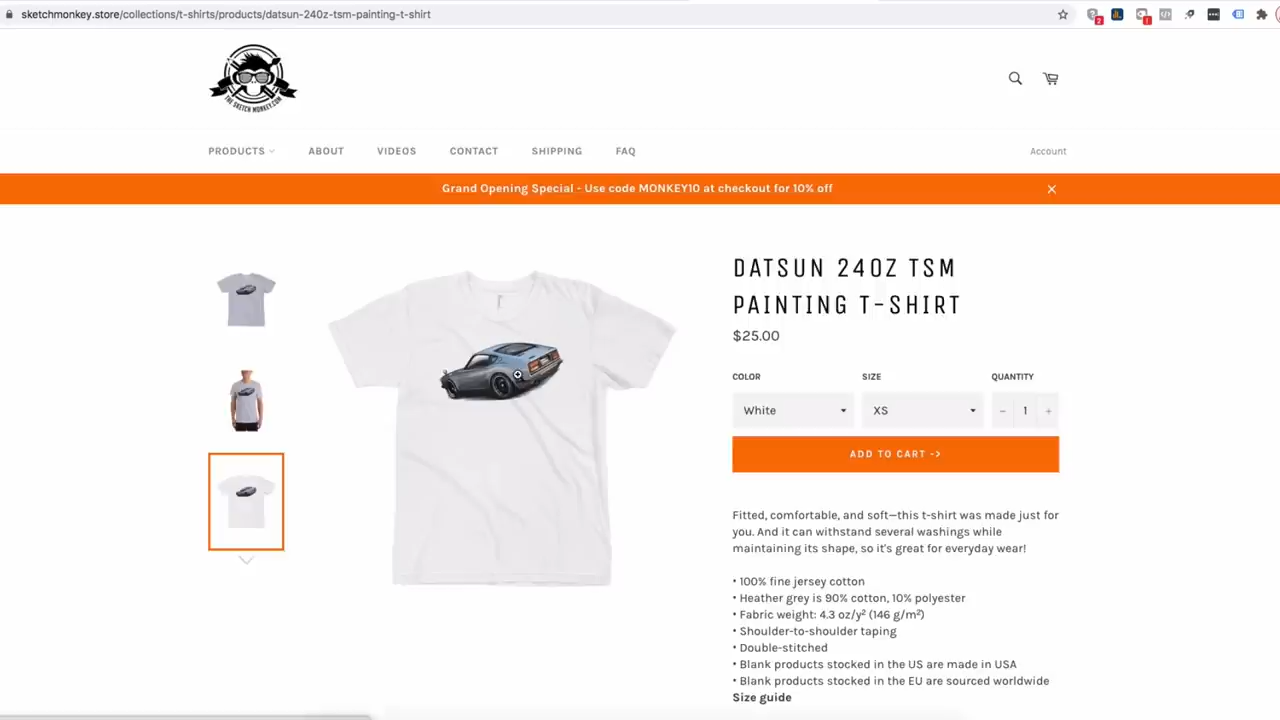 sketchmonkey.store/collections/t-shirts/products/datsun-240z-tsm-painting-t-shirt
2
1
THE SKETCH MONKEY.COM
PRODUCTS
ABOUT
VIDEOS
CONTACT
SHIPPING
FAQ
Account
Grand Opening Special - Use code MONKEY10 at checkout for 10% off
DATSUN 240Z TSM
PAINTING T-SHIRT
$25.00
COLOR
SIZE
QUANTITY
White
XS
− 1 +
ADD TO CART ->
Fitted, comfortable, and soft—this t-shirt was made just for
you. And it can withstand several washings while
maintaining its shape, so it's great for everyday wear!
• 100% fine jersey cotton
• Heather grey is 90% cotton, 10% polyester
• Fabric weight: 4.3 oz/y² (146 g/m²)
• Shoulder-to-shoulder taping
• Double-stitched
• Blank products stocked in the US are made in USA
• Blank products stocked in the EU are sourced worldwide
Size guide